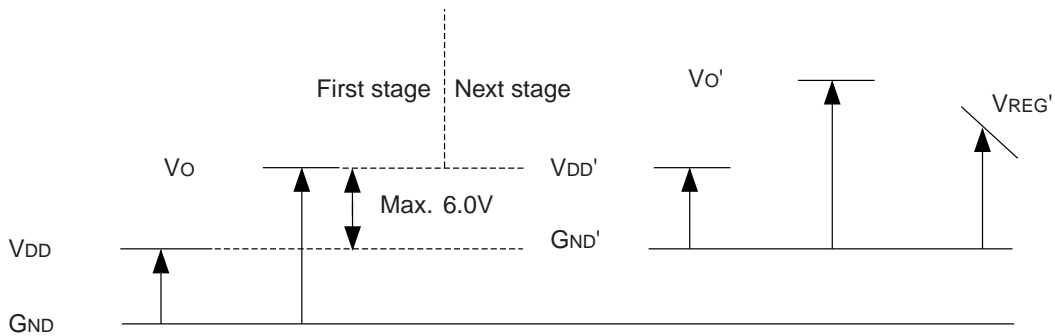 First stage Next stage
VO'
VREG'
VO
VDD'
Max. 6.0V
VDD
GND'
GND